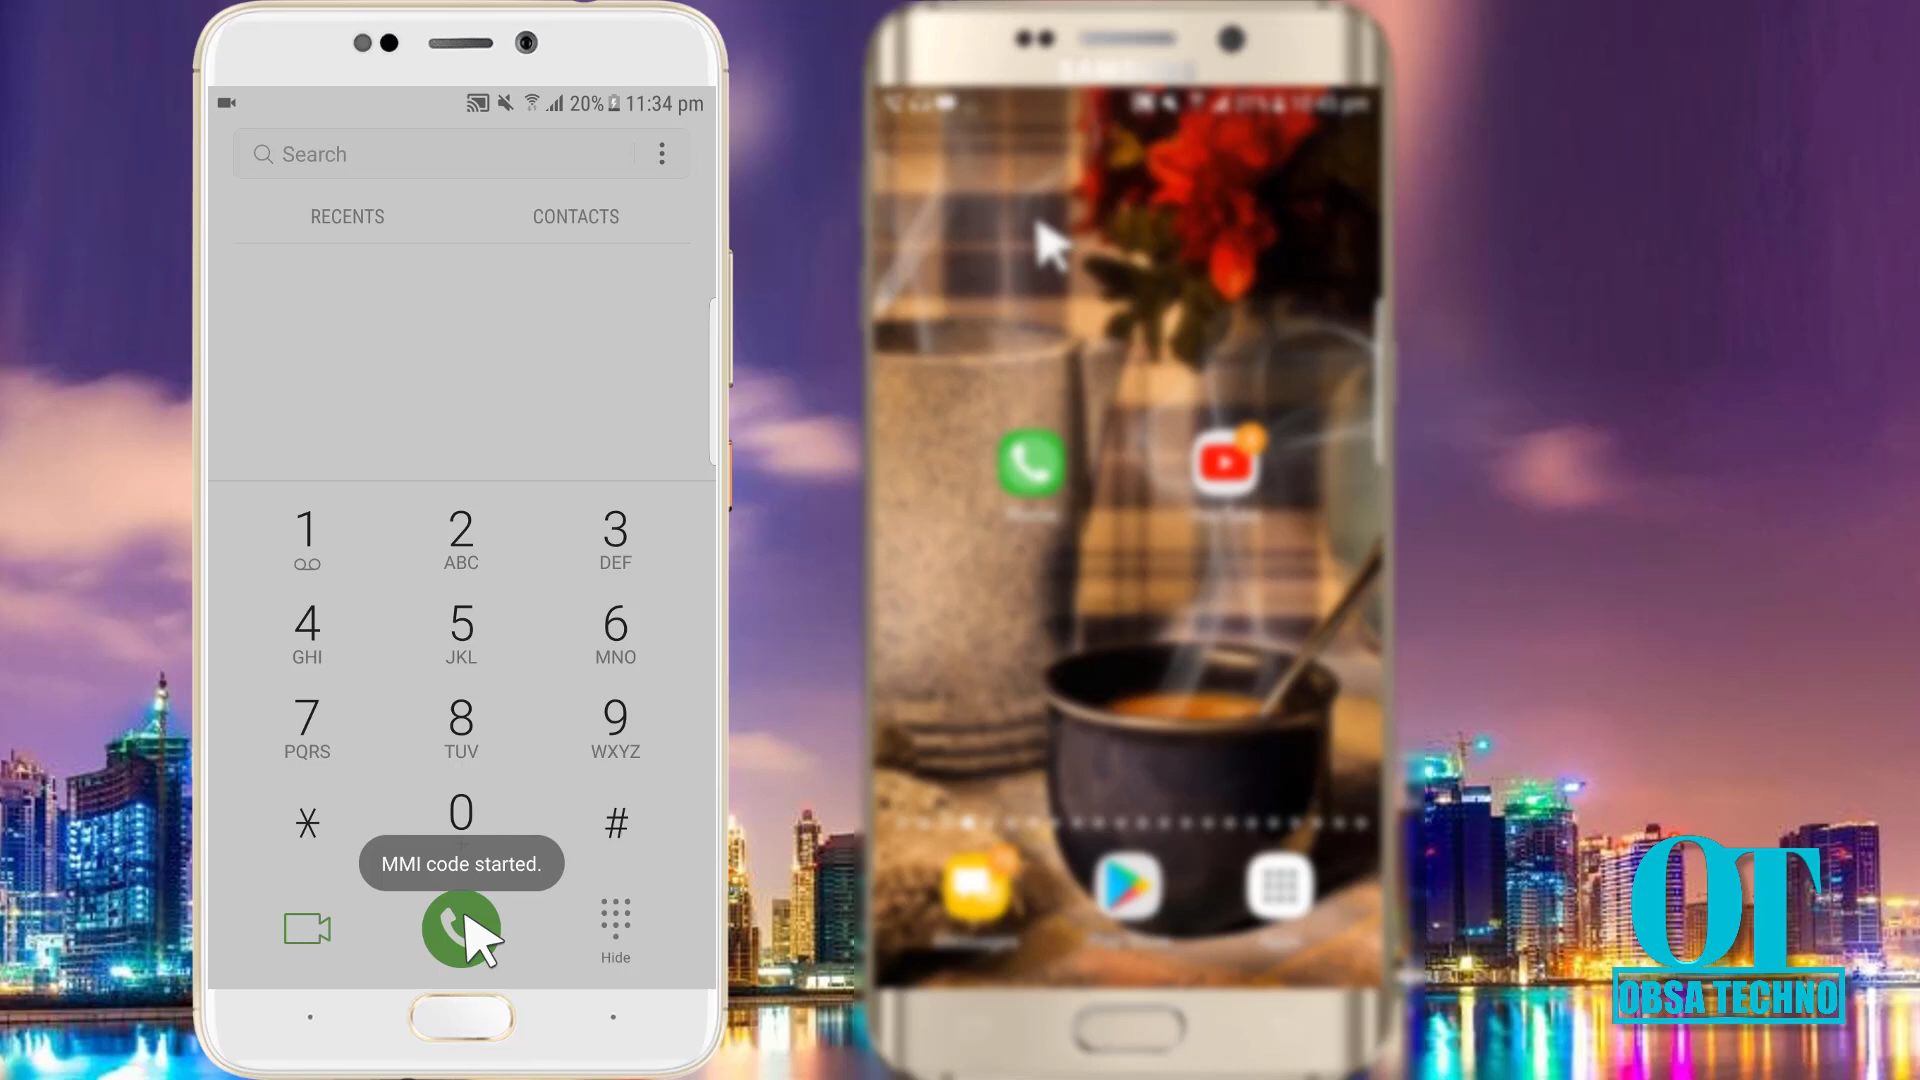 20% 11:34 pm
Search
RECENTS CONTACTS
1 2 3
ABC DEF
4 5 6
GHI JKL MNO
7 8 9
PQRS TUV WXYZ
* 0 #
MMI code started.
Hide
SAMSUNG
OT
OBSA TECHNO